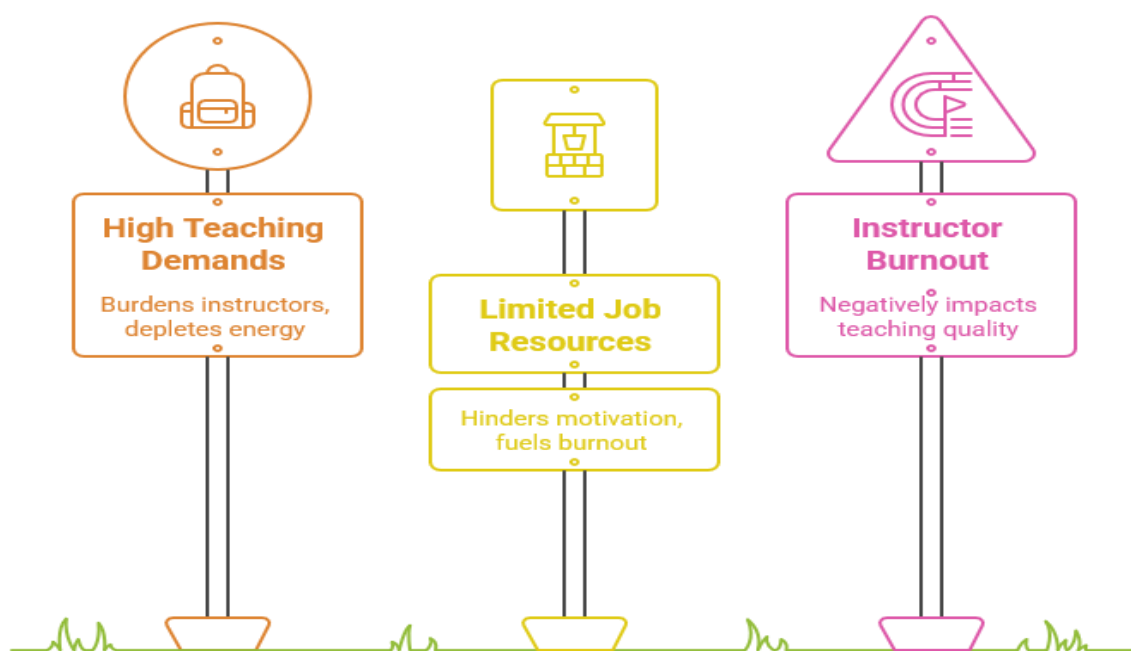 High Teaching
Demands
Burdens instructors,
depletes energy
Limited Job
Resources
Hinders motivation,
fuels burnout
Instructor
Burnout
Negatively impacts
teaching quality